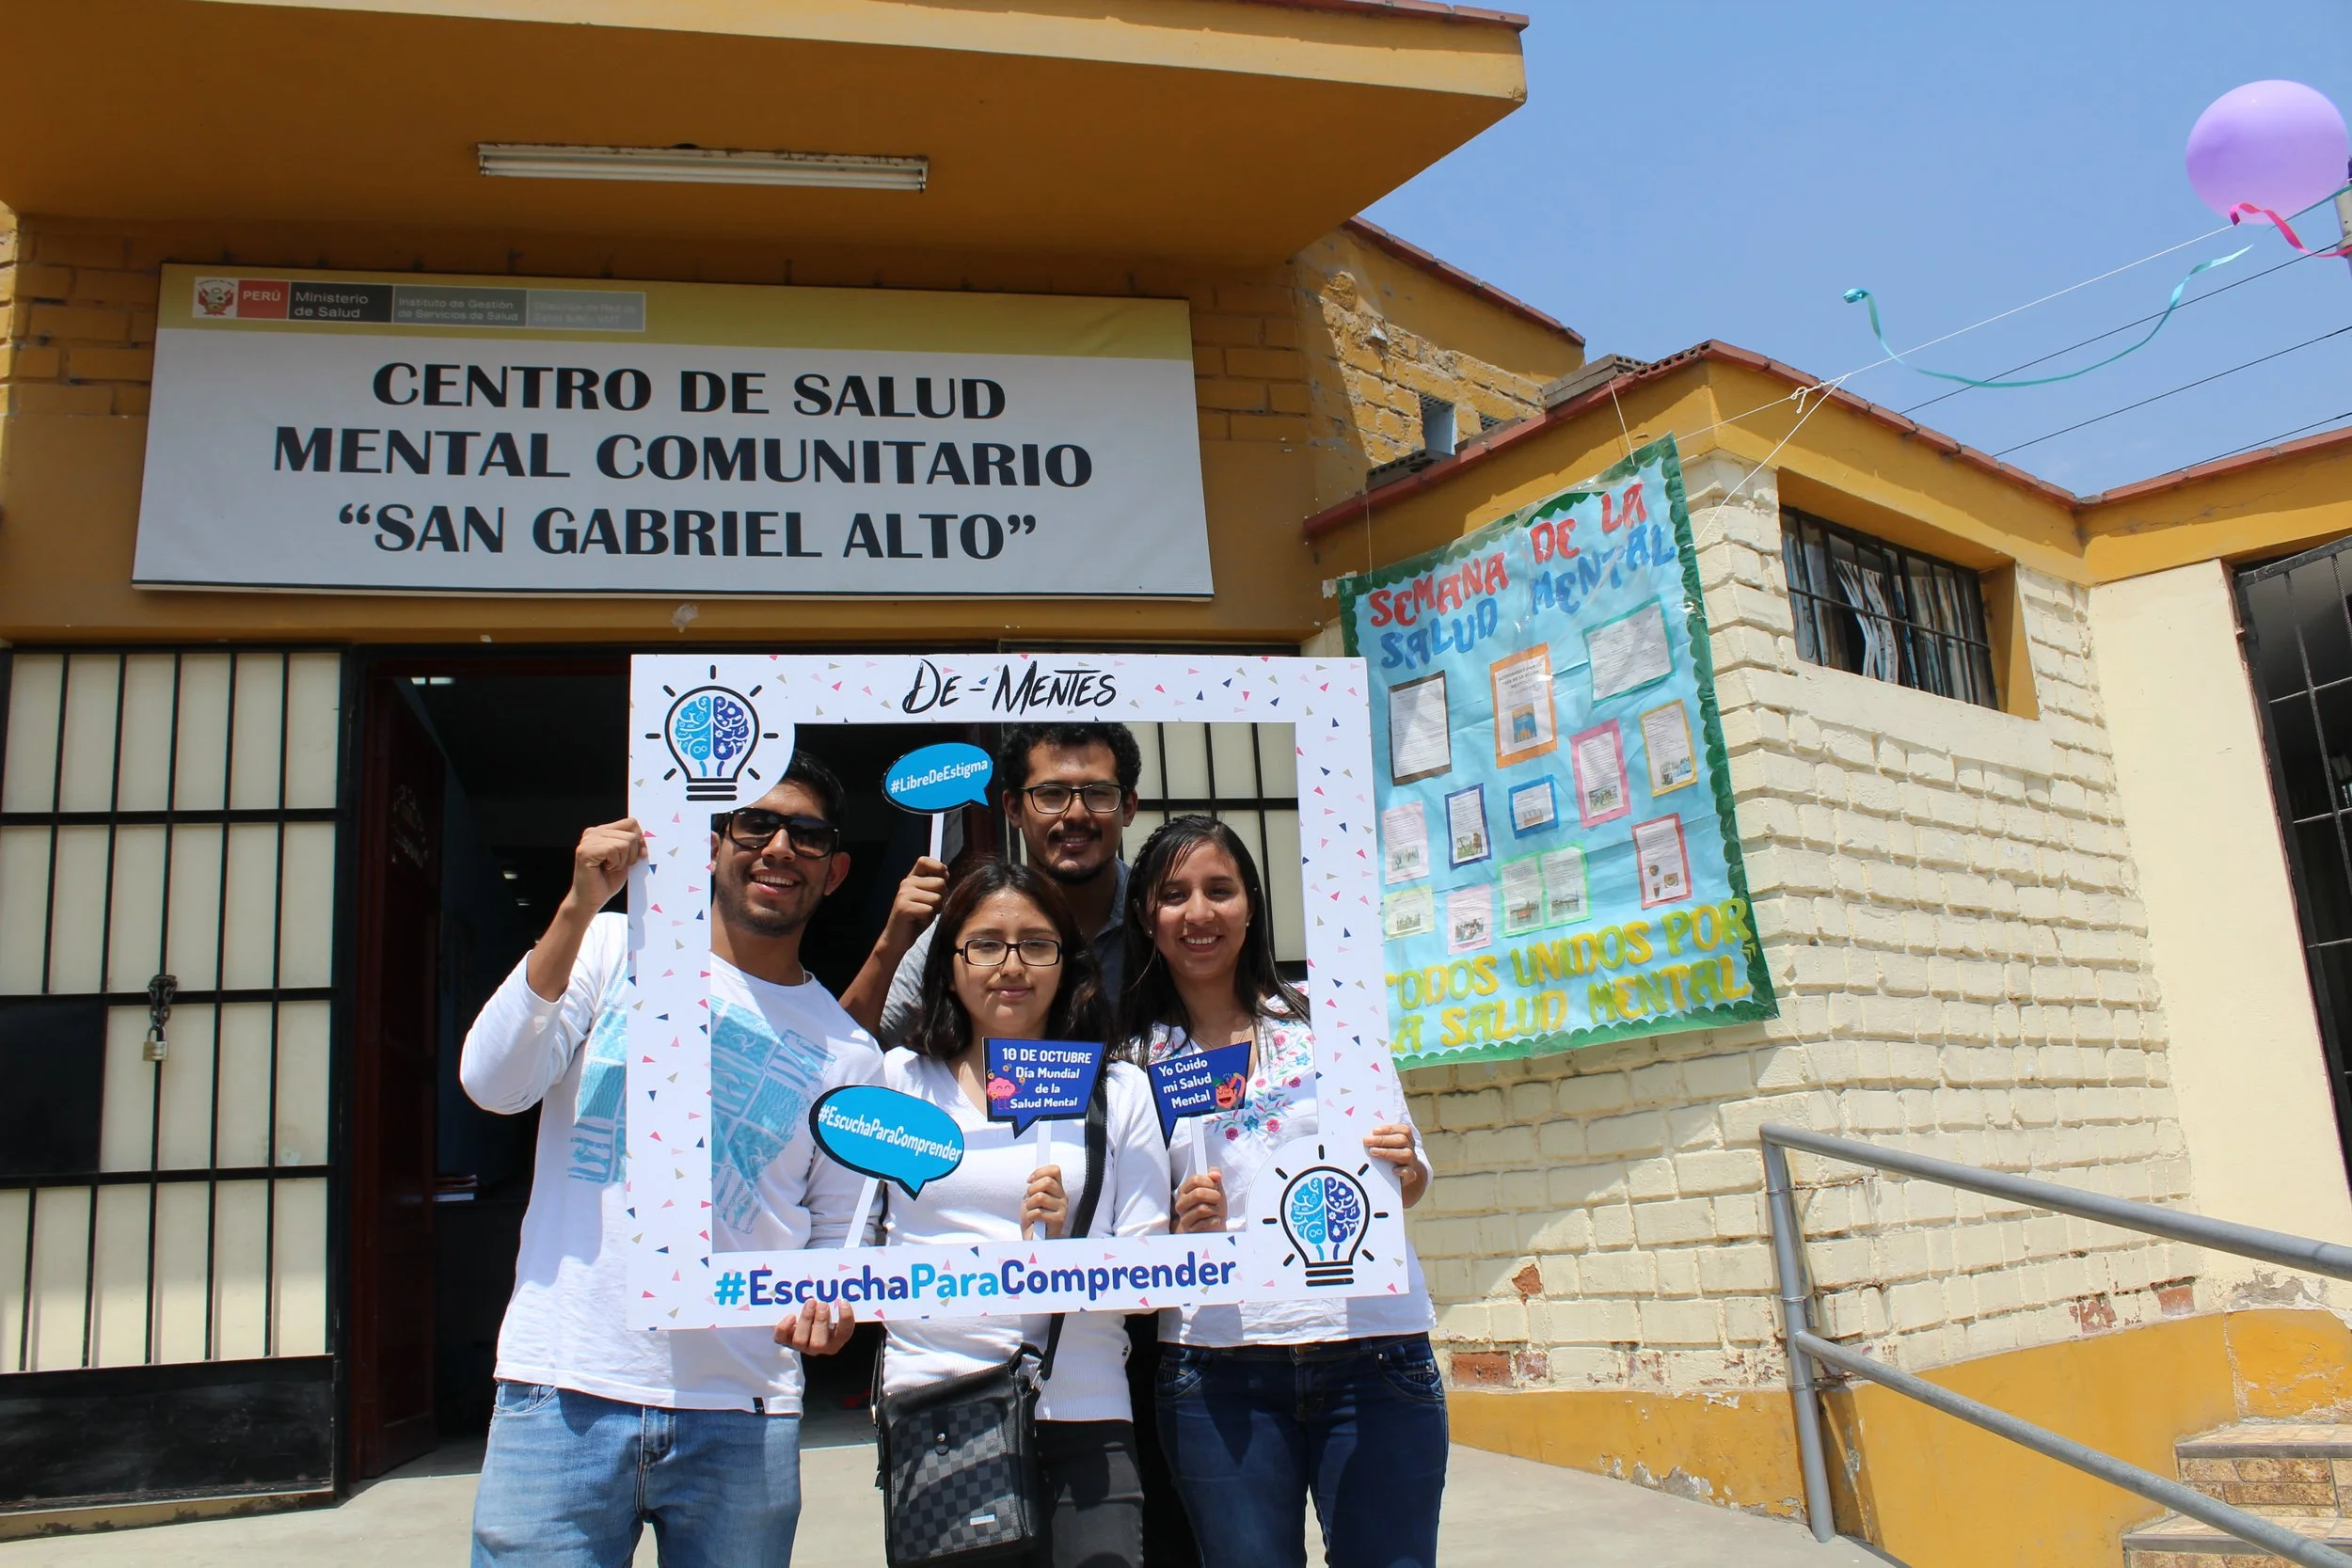 PERÚ
Ministerio
de Salud
Instituto de Gestión
de Servicios de Salud
CENTRO DE SALUD
MENTAL COMUNITARIO
“SAN GABRIEL ALTO”
SEMANA DE LA
SALUD MENTAL
TODOS UNIDOS POR
LA SALUD MENTAL
DE-MENTES
#LibreDeEstigma
10 DE OCTUBRE
Día Mundial
de la
Salud Mental
Yo Cuido
mi Salud
Mental
#EscuchaParaComprender
#EscuchaParaComprender